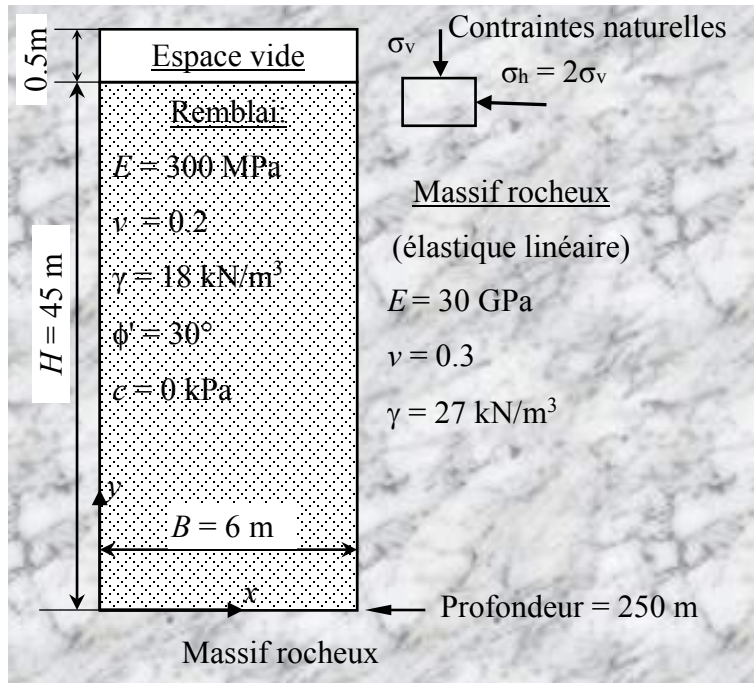 0.5m
Espace vide
σv
Contraintes naturelles
σh = 2σv
Remblai:
E = 300 MPa
ν = 0.2
γ = 18 kN/m³
ϕ' = 30°
c = 0 kPa
H = 45 m
Massif rocheux
(élastique linéaire)
E = 30 GPa
ν = 0.3
γ = 27 kN/m³
y
B = 6 m
x
Profondeur = 250 m
Massif rocheux